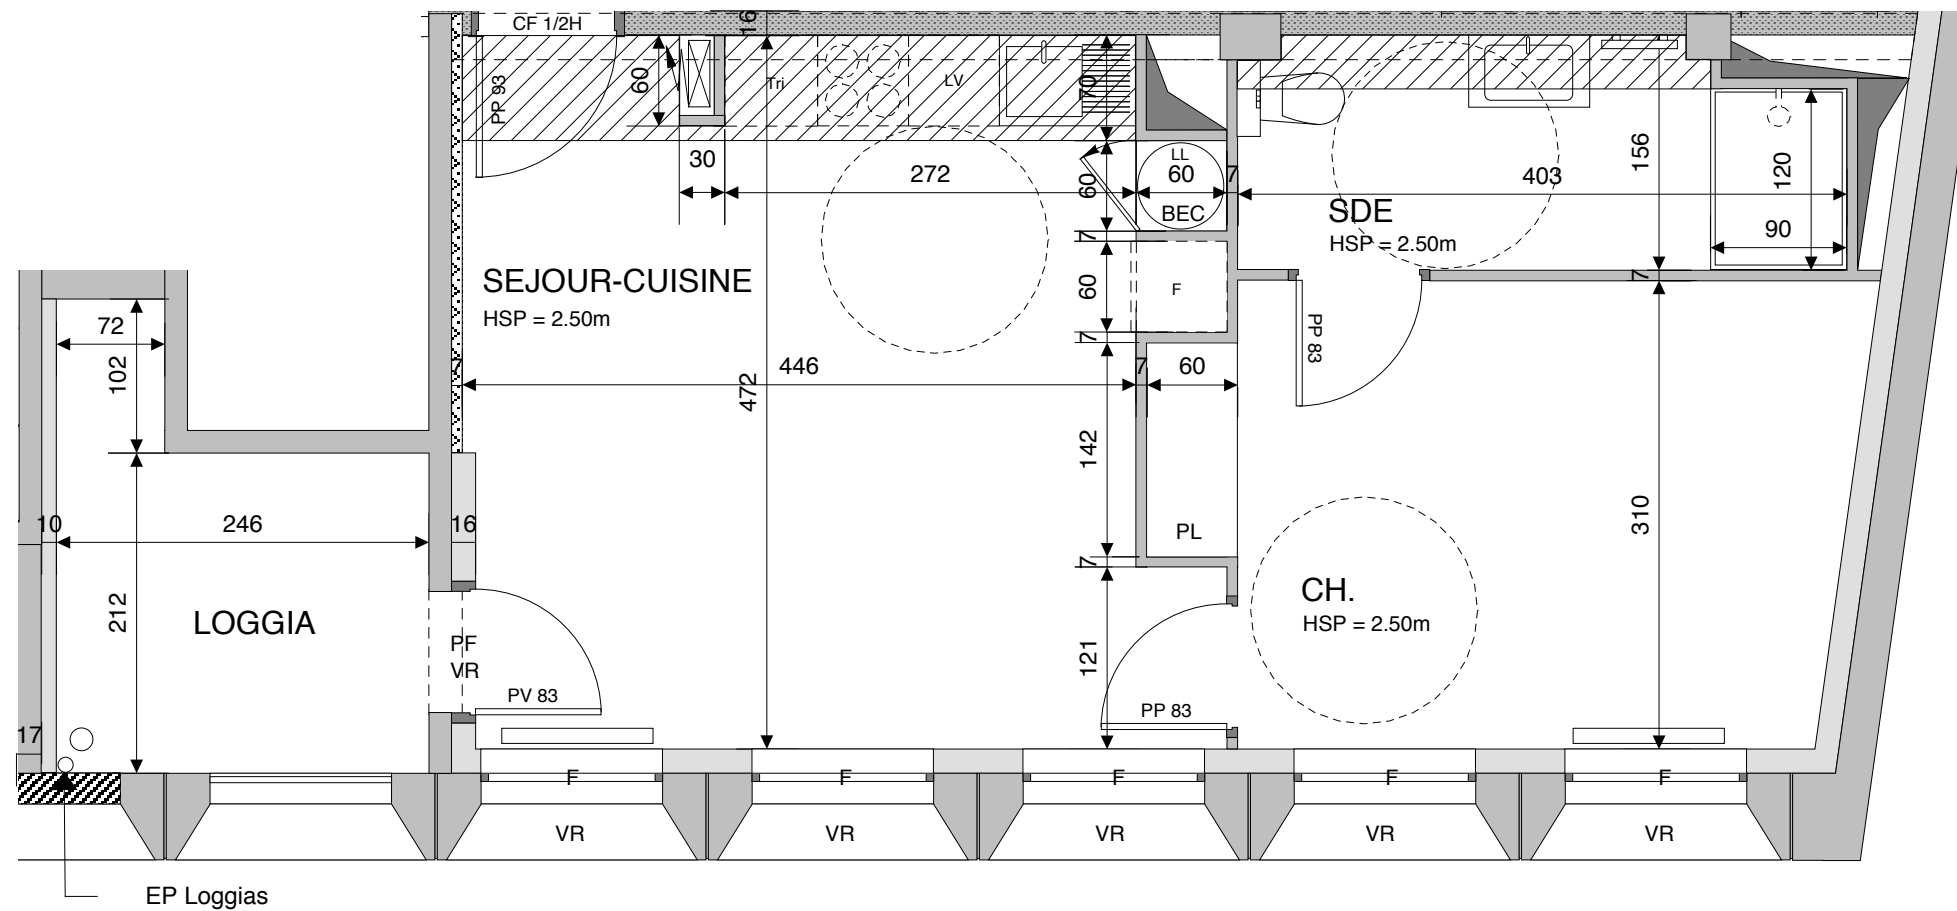 CF 1/2H
16
PP 93
60
Tri
LV
70
30
272
60
LL
60
BEC
7
403
156
120
90
SDE
HSP = 2.50m
7
60
F
7
7
SEJOUR-CUISINE
HSP = 2.50m
72
102
7
446
472
7
60
PP 83
142
PL
310
10
246
16
7
212
LOGGIA
CH.
HSP = 2.50m
121
PF
VR
PV 83
PP 83
17
F
F
F
F
F
VR
VR
VR
VR
VR
EP Loggias